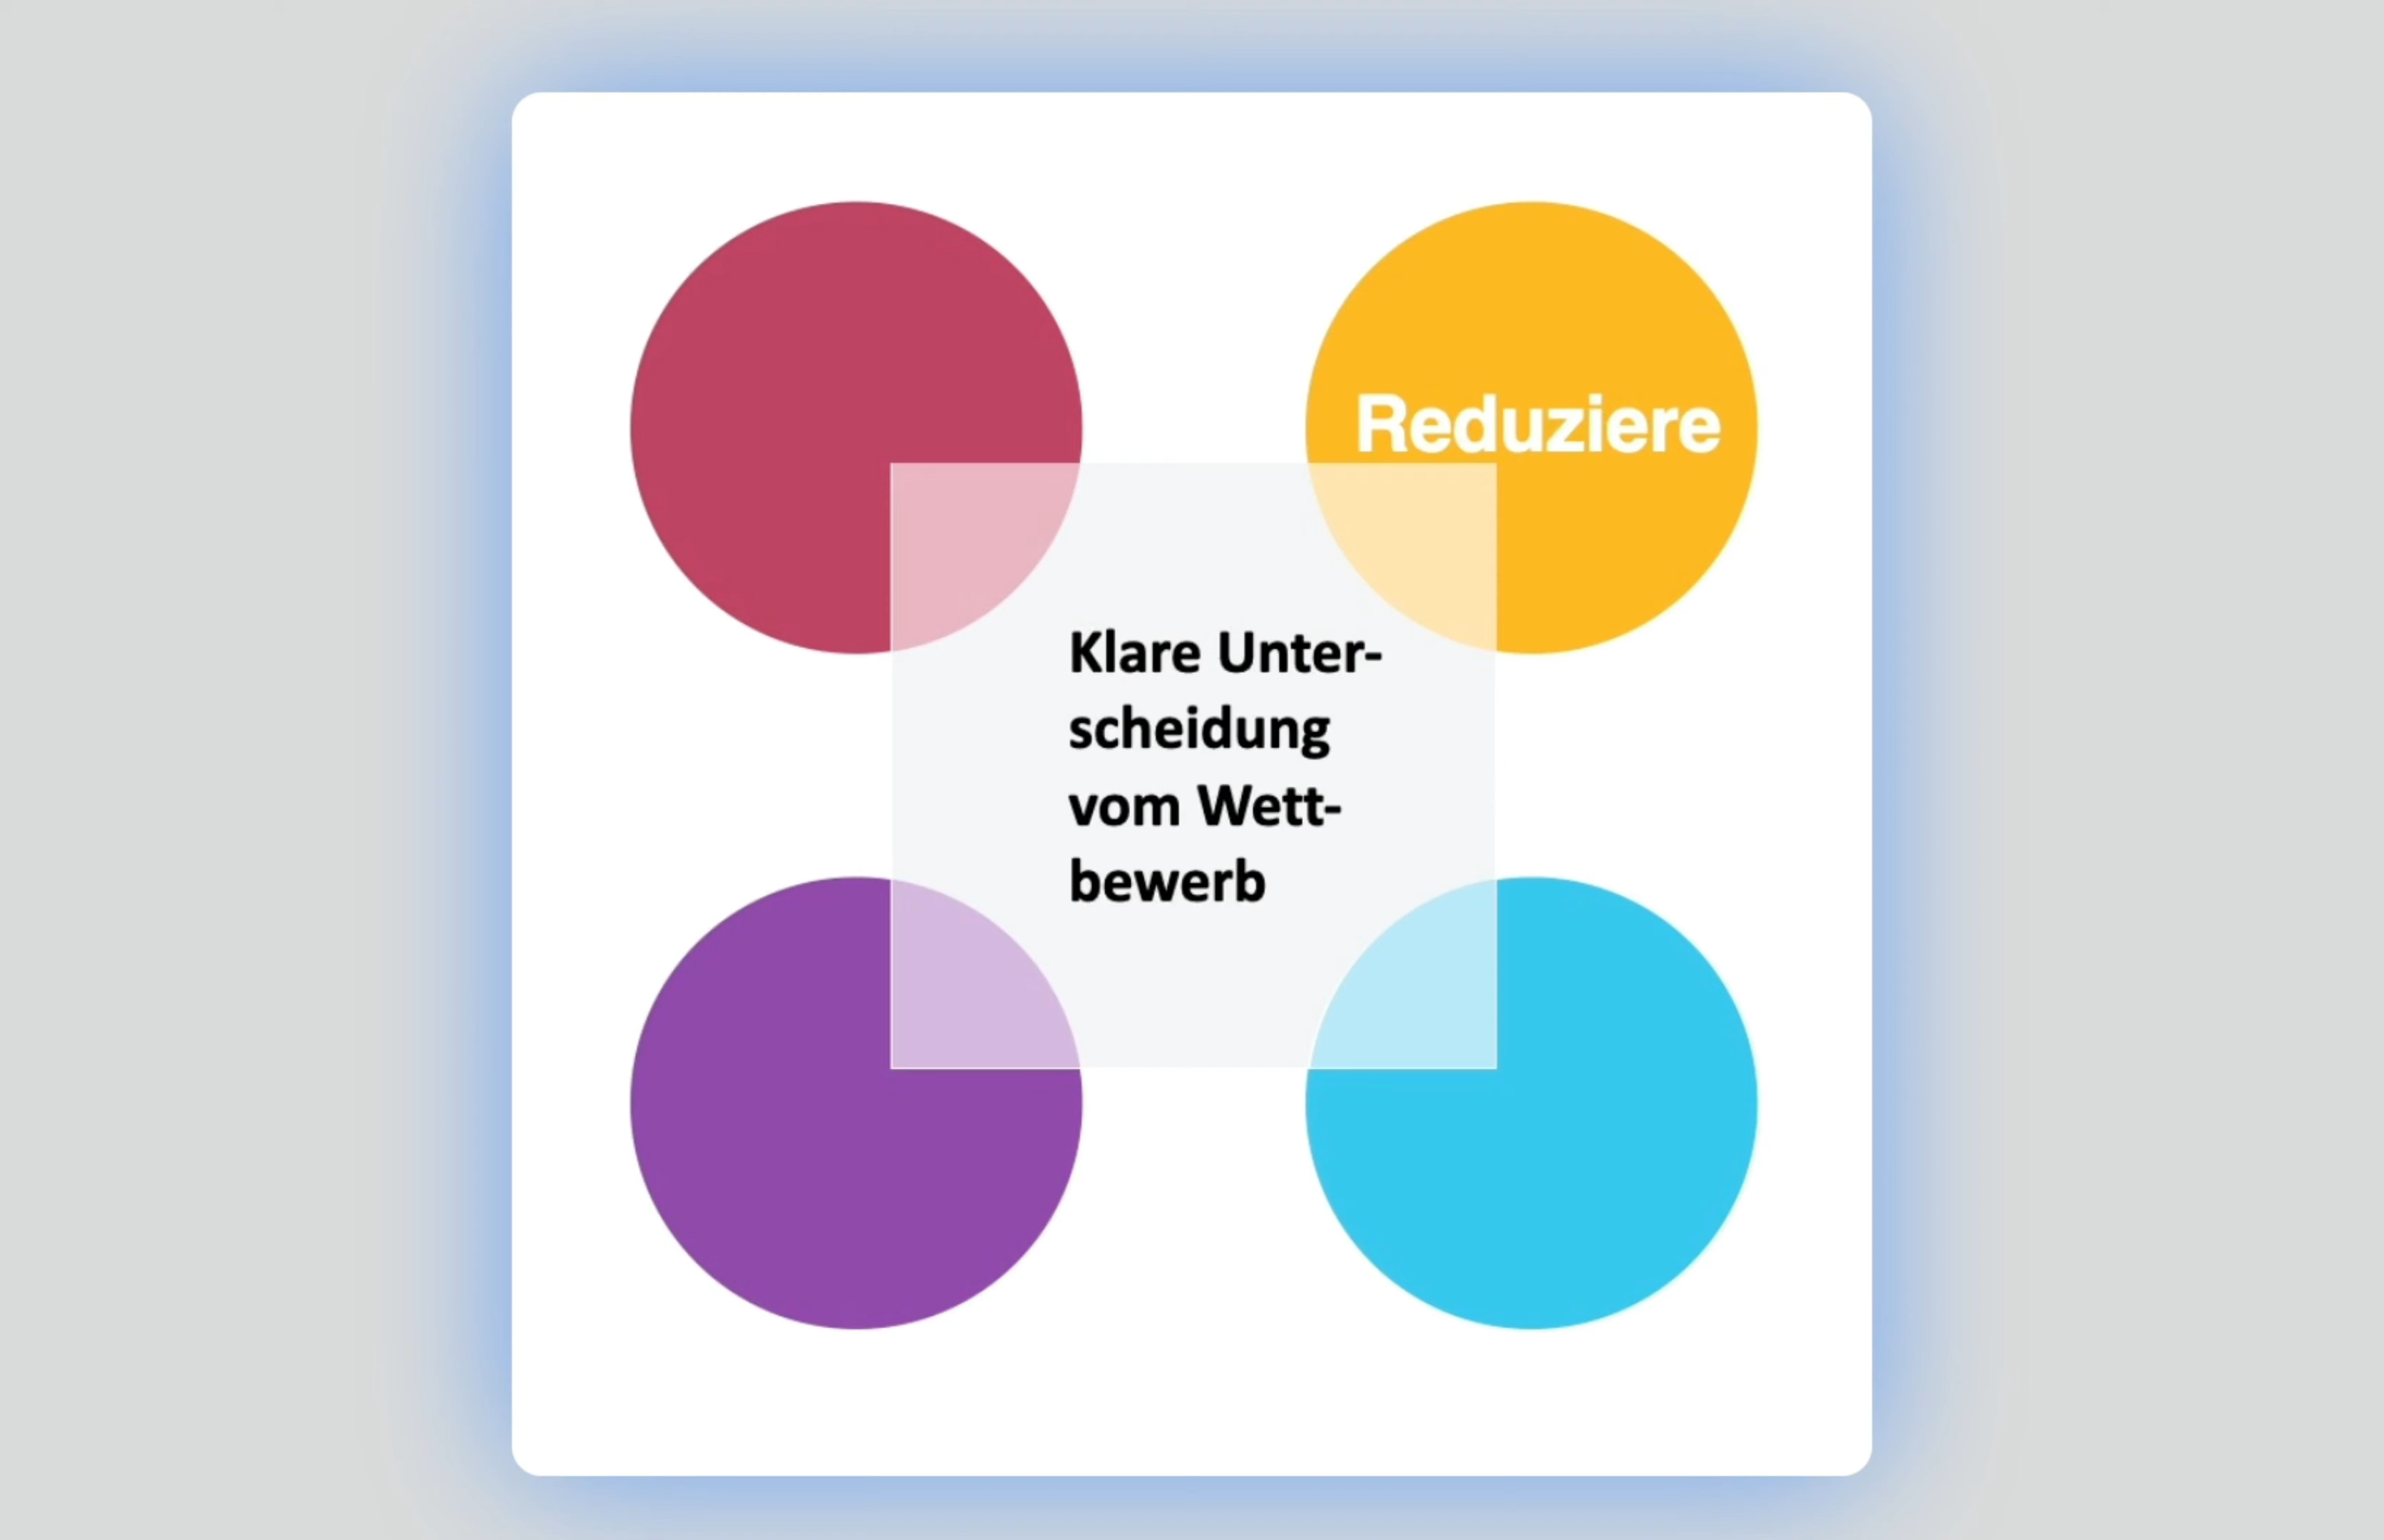 Reduziere
Klare Unter-
scheidung
vom Wett-
bewerb